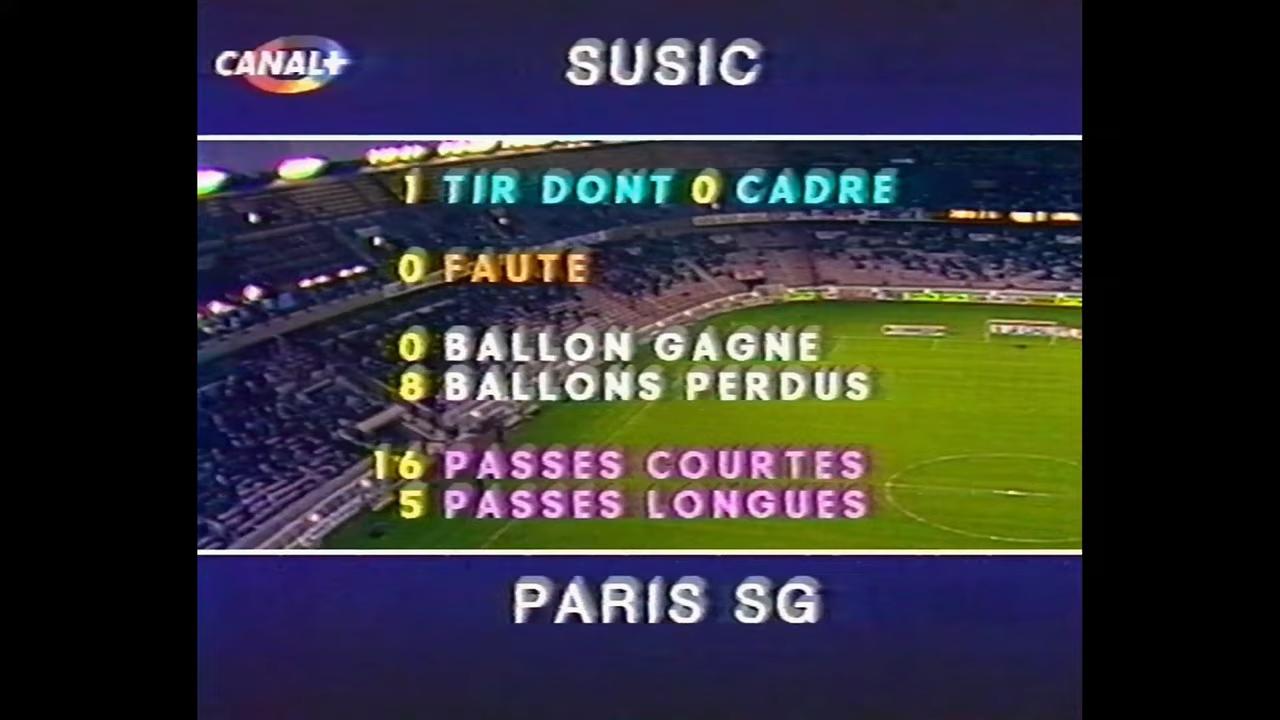 CANAL+
SUSIC
1 TIR DONT 0 CADRE
0 FAUTE
0 BALLON GAGNE
8 BALLONS PERDUS
16 PASSES COURTES
5 PASSES LONGUES
PARIS SG